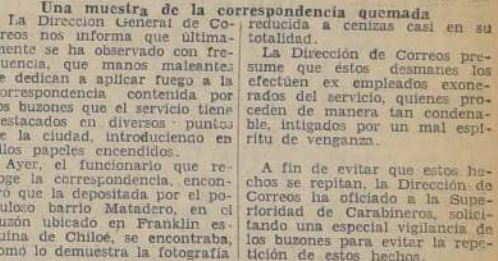 Una muestra de la correspondencia quemada
La Dirección General de Co-
rreos nos informa que última-
mente se ha observado con fre-
cuencia, que manos maleantes
se dedican a aplicar fuego a la
correspondencia contenida por
los buzones que el servicio tiene
destacados en diversos puntos
de la ciudad, introduciendo en
ellos papeles encendidos.
Ayer, el funcionario que re-
coge la correspondencia, encon-
tró que la depositada por el po-
puloso barrio Matadero, en el
buzón ubicado en Franklin es-
quina de Chiloé, se encontraba,
como lo demuestra la fotografía
reducida a cenizas casi en su
totalidad.
La Dirección de Correos pre-
sume que éstos desmanes los
efectúen ex empleados exone-
rados del servicio, quienes pro-
ceden de manera tan condena-
ble, intigados por un mal espí-
ritu de venganza.
A fin de evitar que estos he-
chos se repitan, la Dirección de
Correos ha oficiado a la Supe-
rioridad de Carabineros, solici-
tando una especial vigilancia de
los buzones para evitar la repe-
tición de estos hechos.